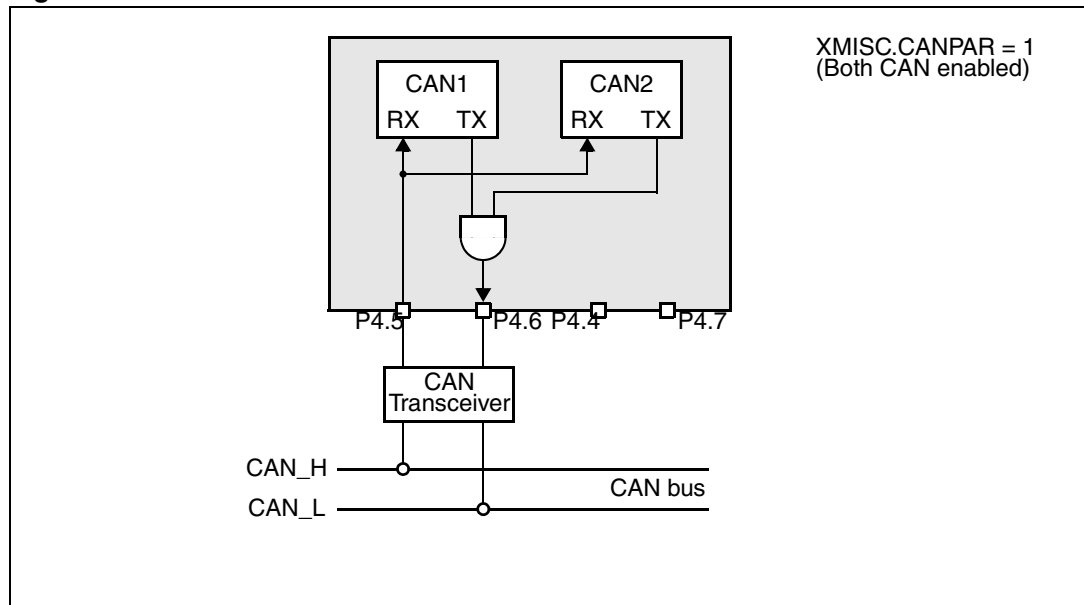 XMISC.CANPAR = 1
(Both CAN enabled)
CAN1
RX TX
CAN2
RX TX
P4.5 P4.6 P4.4 P4.7
CAN
Transceiver
CAN_H
CAN bus
CAN_L